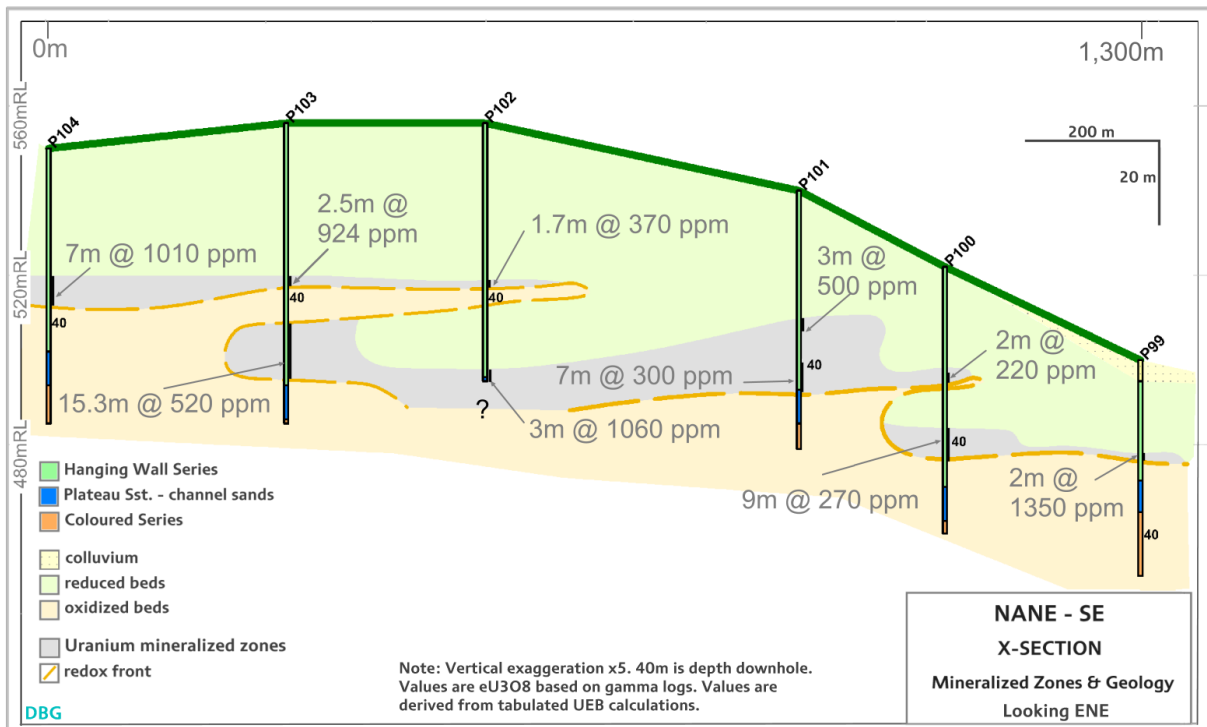 0m
1,300m
560mRL
520mRL
480mRL
P104
P103
P102
P101
P100
P99
200 m
20 m
7m @ 1010 ppm
2.5m @
924 ppm
1.7m @ 370 ppm
3m @
500 ppm
40
40
40
40
40
40
15.3m @ 520 ppm
?
3m @ 1060 ppm
7m @ 300 ppm
2m @
220 ppm
9m @ 270 ppm
2m @
1350 ppm
Hanging Wall Series
Plateau Sst. - channel sands
Coloured Series
colluvium
reduced beds
oxidized beds
Uranium mineralized zones
redox front
Note: Vertical exaggeration x5. 40m is depth downhole.
Values are eU3O8 based on gamma logs. Values are
derived from tabulated UEB calculations.
NANE - SE
X-SECTION
Mineralized Zones & Geology
Looking ENE
DBG